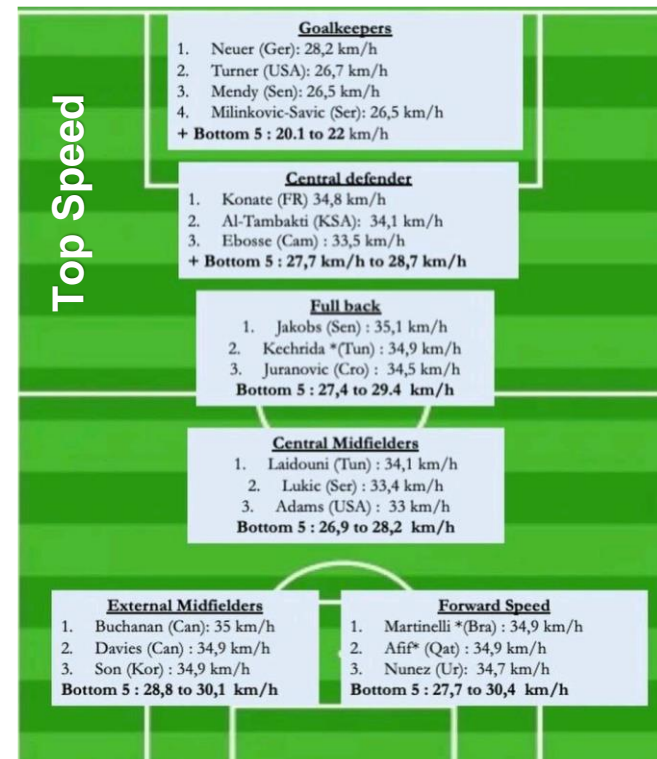 Top Speed
Goalkeepers
1. Neuer (Ger): 28,2 km/h
2. Turner (USA): 26,7 km/h
3. Mendy (Sen): 26,5 km/h
4. Milinkovic-Savic (Ser): 26,5 km/h
+ Bottom 5 : 20.1 to 22 km/h
Central defender
1. Konate (FR) 34,8 km/h
2. Al-Tambakti (KSA): 34,1 km/h
3. Ebosse (Cam) : 33,5 km/h
+ Bottom 5 : 27,7 km/h to 28,7 km/h
Full back
1. Jakobs (Sen) : 35,1 km/h
2. Kechrida *(Tun) : 34,9 km/h
3. Juranovic (Cro) : 34,5 km/h
Bottom 5 : 27,4 to 29.4 km/h
Central Midfielders
1. Laidouni (Tun) : 34,1 km/h
2. Lukic (Ser) : 33,4 km/h
3. Adams (USA) : 33 km/h
Bottom 5 : 26,9 to 28,2 km/h
External Midfielders
1. Buchanan (Can): 35 km/h
2. Davies (Can) : 34,9 km/h
3. Son (Kor) : 34,9 km/h
Bottom 5 : 28,8 to 30,1 km/h
Forward Speed
1. Martinelli *(Bra) : 34,9 km/h
2. Afif* (Qat) : 34,9 km/h
3. Nunez (Ur): 34,7 km/h
Bottom 5 : 27,7 to 30,4 km/h